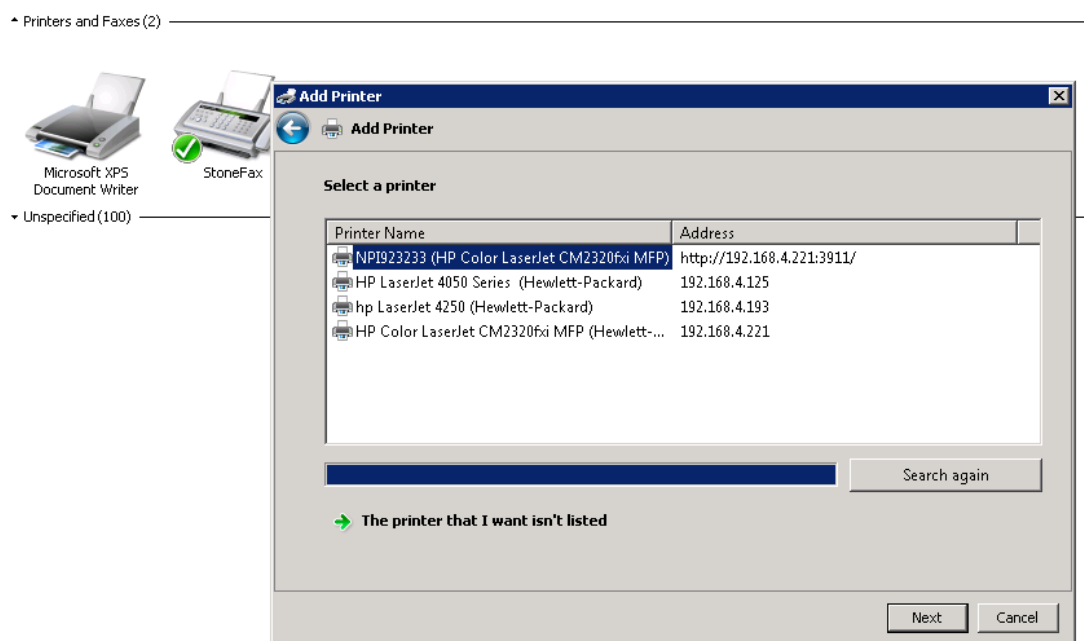 Printers and Faxes (2)
Microsoft XPS
Document Writer
StoneFax
Unspecified (100)
Add Printer
Add Printer
Select a printer
Printer Name Address
NPI923233 (HP Color LaserJet CM2320fxi MFP) http://192.168.4.221:3911/
HP LaserJet 4050 Series (Hewlett-Packard) 192.168.4.125
hp LaserJet 4250 (Hewlett-Packard) 192.168.4.193
HP Color LaserJet CM2320fxi MFP (Hewlett-... 192.168.4.221
Search again
The printer that I want isn't listed
Next Cancel